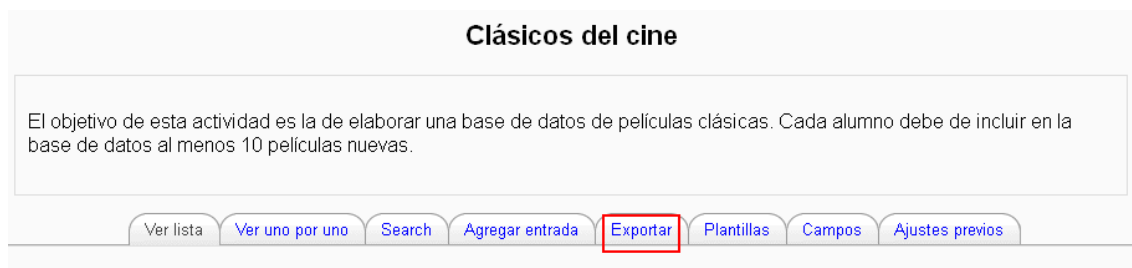 Clásicos del cine
El objetivo de esta actividad es la de elaborar una base de datos de películas clásicas. Cada alumno debe de incluir en la
base de datos al menos 10 películas nuevas.
Ver lista Ver uno por uno Search Agregar entrada Exportar Plantillas Campos Ajustes previos